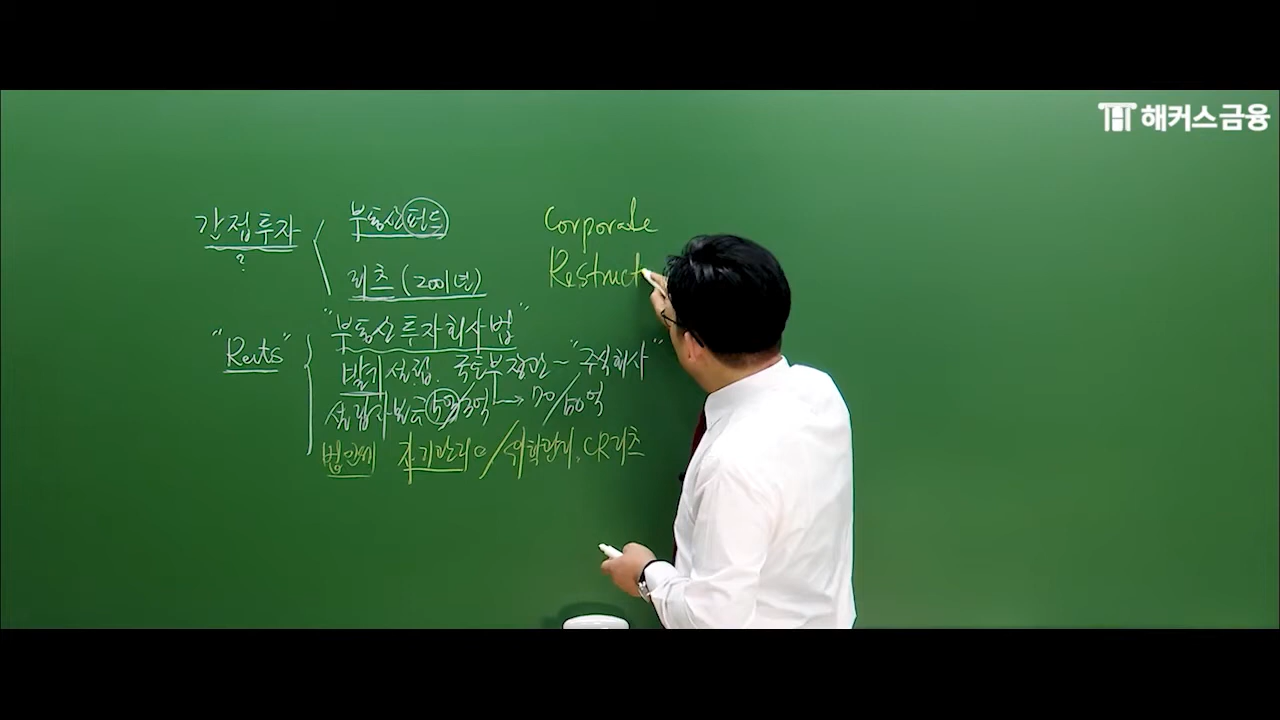 해커스금융
간접투자 부동산펀드
?
리츠 (2001년)
Corporate
Restruct
"Reits"
"부동산투자회사법"
발기설립. 국토부장관 ~ "주식회사"
설립자본금 5억/3억 → 70/50억
법인세 자기관리 O / 위탁관리, CR리츠